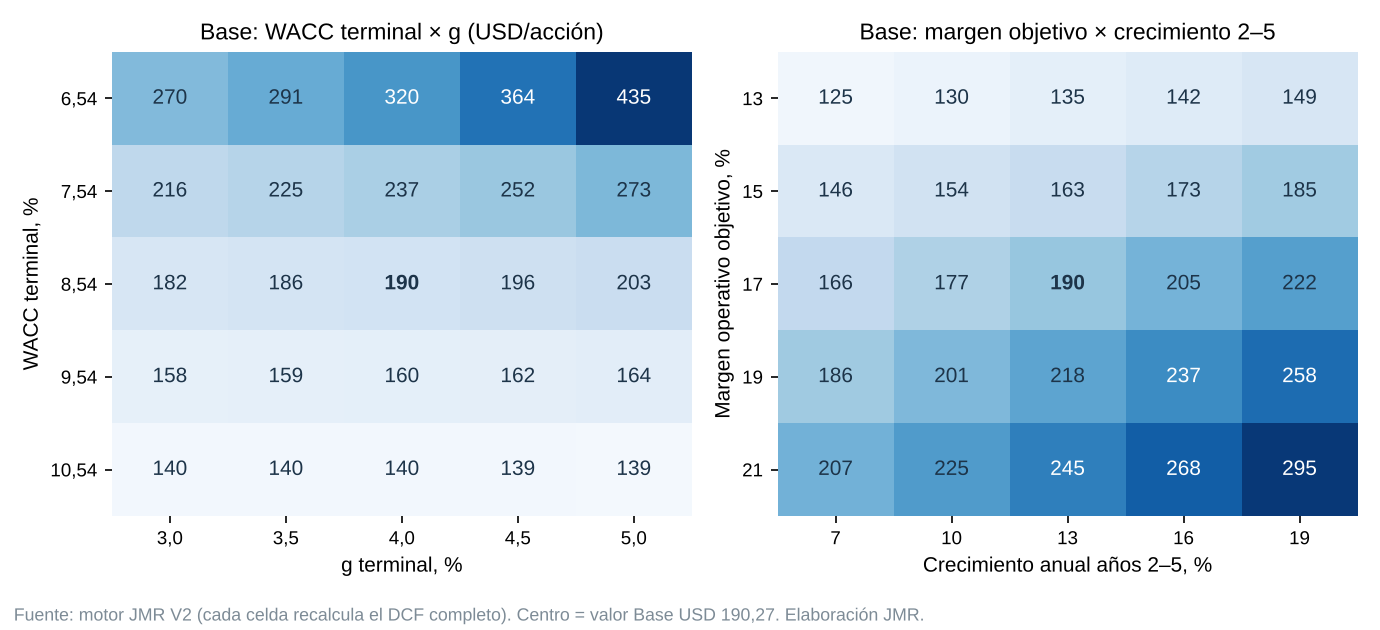 Base: WACC terminal × g (USD/acción)
WACC terminal, %
6,54 270 291 320 364 435
7,54 216 225 237 252 273
8,54 182 186 190 196 203
9,54 158 159 160 162 164
10,54 140 140 140 139 139
3,0 3,5 4,0 4,5 5,0
g terminal, %
Base: margen objetivo × crecimiento 2–5
Margen operativo objetivo, %
13 125 130 135 142 149
15 146 154 163 173 185
17 166 177 190 205 222
19 186 201 218 237 258
21 207 225 245 268 295
7 10 13 16 19
Crecimiento anual años 2–5, %
Fuente: motor JMR V2 (cada celda recalcula el DCF completo). Centro = valor Base USD 190,27. Elaboración JMR.